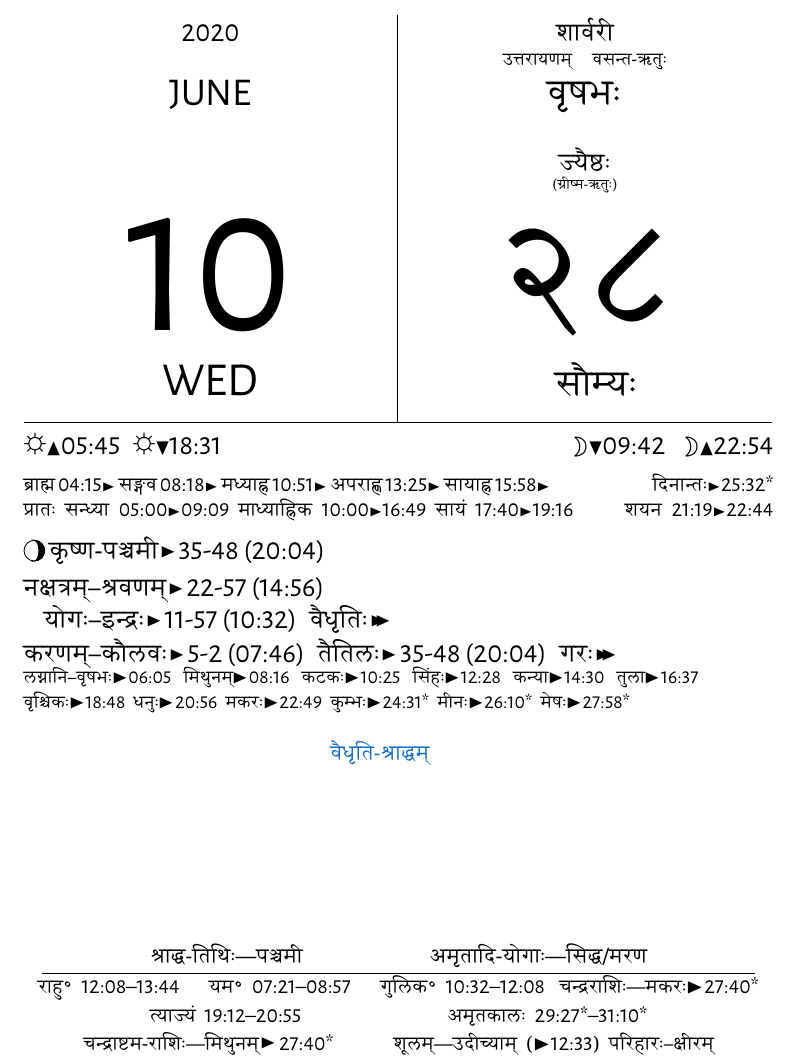 2020
JUNE
10
WED
शार्वरी
उत्तरायणम् वसन्त-ऋतुः
वृषभः
ज्यैष्ठः
(ग्रीष्म-ऋतुः)
२८
सौम्यः
▲05:45 ▼18:31 ☽▼09:42 ☽▲22:54
ब्राह्म 04:15► सङ्गव 08:18► मध्याह्न 10:51► अपराह्ण 13:25► सायाह्न 15:58► दिनान्तः►25:32*
प्रातः सन्ध्या 05:00►09:09 माध्याह्निक 10:00►16:49 सायं 17:40►19:16 शयन 21:19►22:44
कृष्ण-पञ्चमी►35-48 (20:04)
नक्षत्रम्–श्रवणम्►22-57 (14:56)
योगः–इन्द्रः►11-57 (10:32) वैधृतिः►►
करणम्–कौलवः►5-2 (07:46) तैतिलः►35-48 (20:04) गरः►►
लग्नानि–वृषभः►06:05 मिथुनम्►08:16 कटकः►10:25 सिंहः►12:28 कन्या►14:30 तुला►16:37
वृश्चिकः►18:48 धनुः►20:56 मकरः►22:49 कुम्भः►24:31* मीनः►26:10* मेषः►27:58*
वैधृति-श्राद्धम्
श्राद्ध-तिथिः—पञ्चमी अमृतादि-योगाः—सिद्ध/मरण
राहु° 12:08–13:44 यम° 07:21–08:57 गुलिक° 10:32–12:08 चन्द्रराशिः—मकरः►27:40*
त्याज्यं 19:12–20:55 अमृतकालः 29:27*–31:10*
चन्द्राष्टम-राशिः—मिथुनम्►27:40* शूलम्—उदीच्याम् (►12:33) परिहारः–क्षीरम्